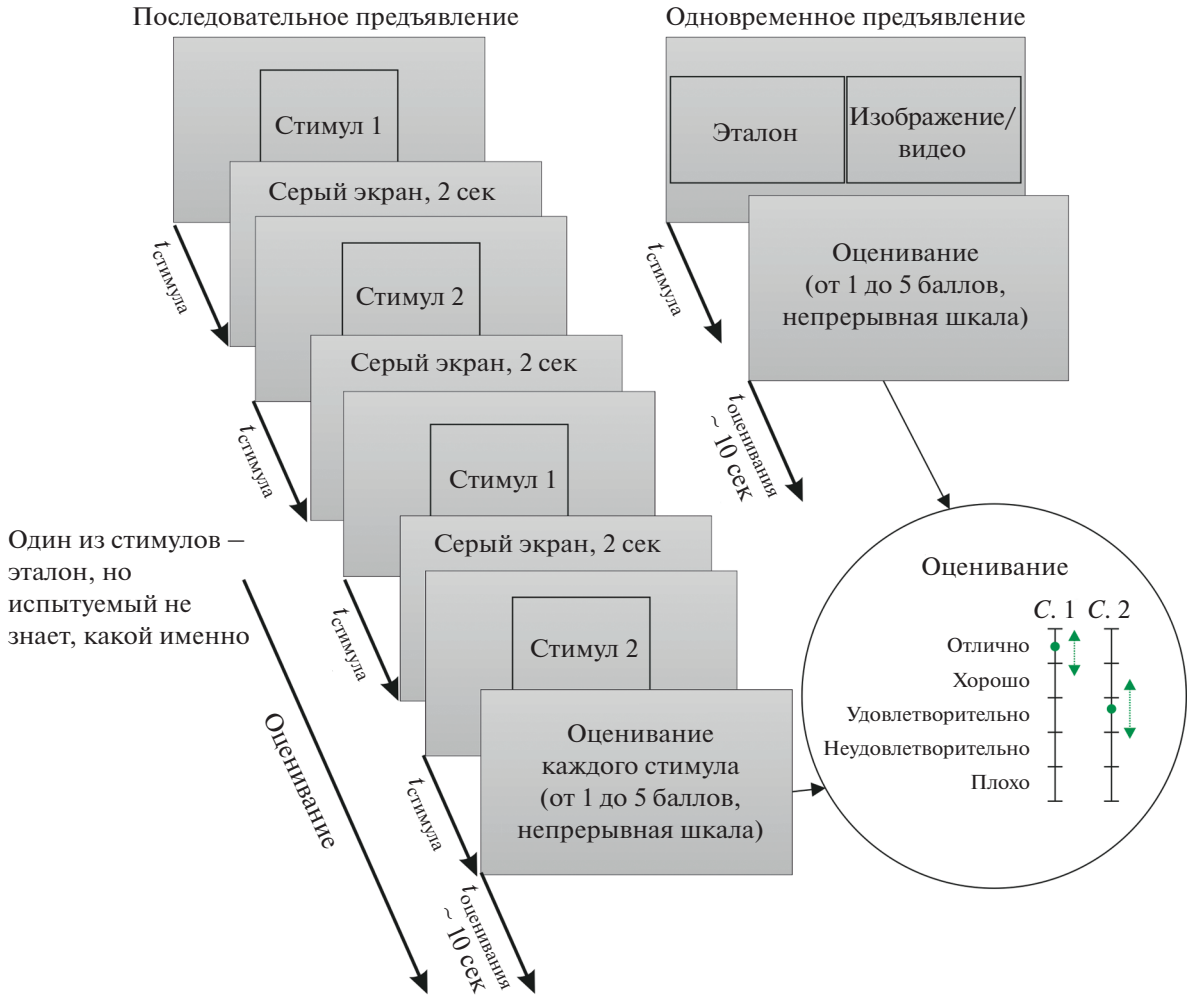 Последовательное предъявление
Стимул 1
Серый экран, 2 сек
tстимула
Стимул 2
Серый экран, 2 сек
tстимула
Стимул 1
Серый экран, 2 сек
tстимула
Стимул 2
Оценивание
каждого стимула
(от 1 до 5 баллов,
непрерывная шкала)
tстимула
tоценивания
~ 10 сек
Один из стимулов –
эталон, но
испытуемый не
знает, какой именно
Оценивание
Одновременное предъявление
Эталон
Изображение/
видео
tстимула
Оценивание
(от 1 до 5 баллов,
непрерывная шкала)
tоценивания
~ 10 сек
Оценивание
С. 1 С. 2
Отлично
Хорошо
Удовлетворительно
Неудовлетворительно
Плохо